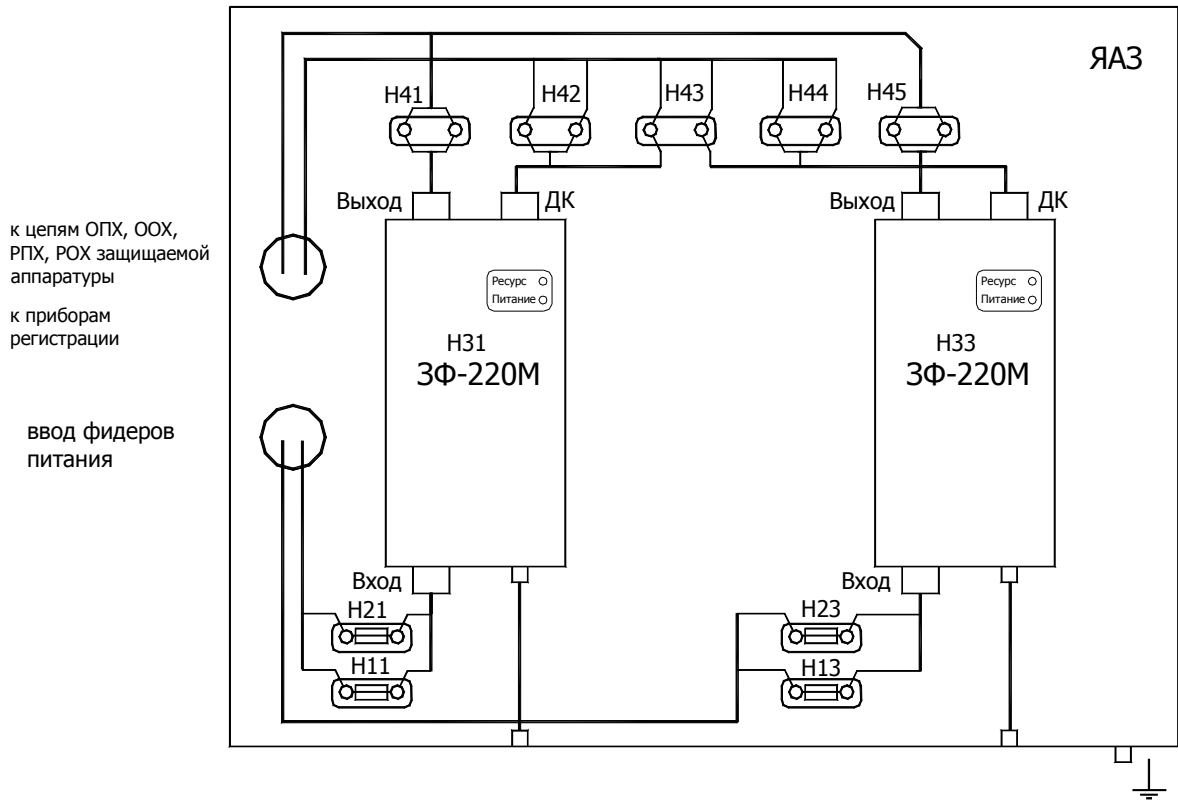 ЯАЗ
Н41
Н42
Н43
Н44
Н45
Выход
ДК
Выход
ДК
к цепям ОПХ, ООХ,
РПХ, РОХ защищаемой
аппаратуры
к приборам
регистрации
Ресурс
Питание
Ресурс
Питание
Н31
ЗФ-220М
Н33
ЗФ-220М
ввод фидеров
питания
Вход
Вход
Н21
Н23
Н11
Н13